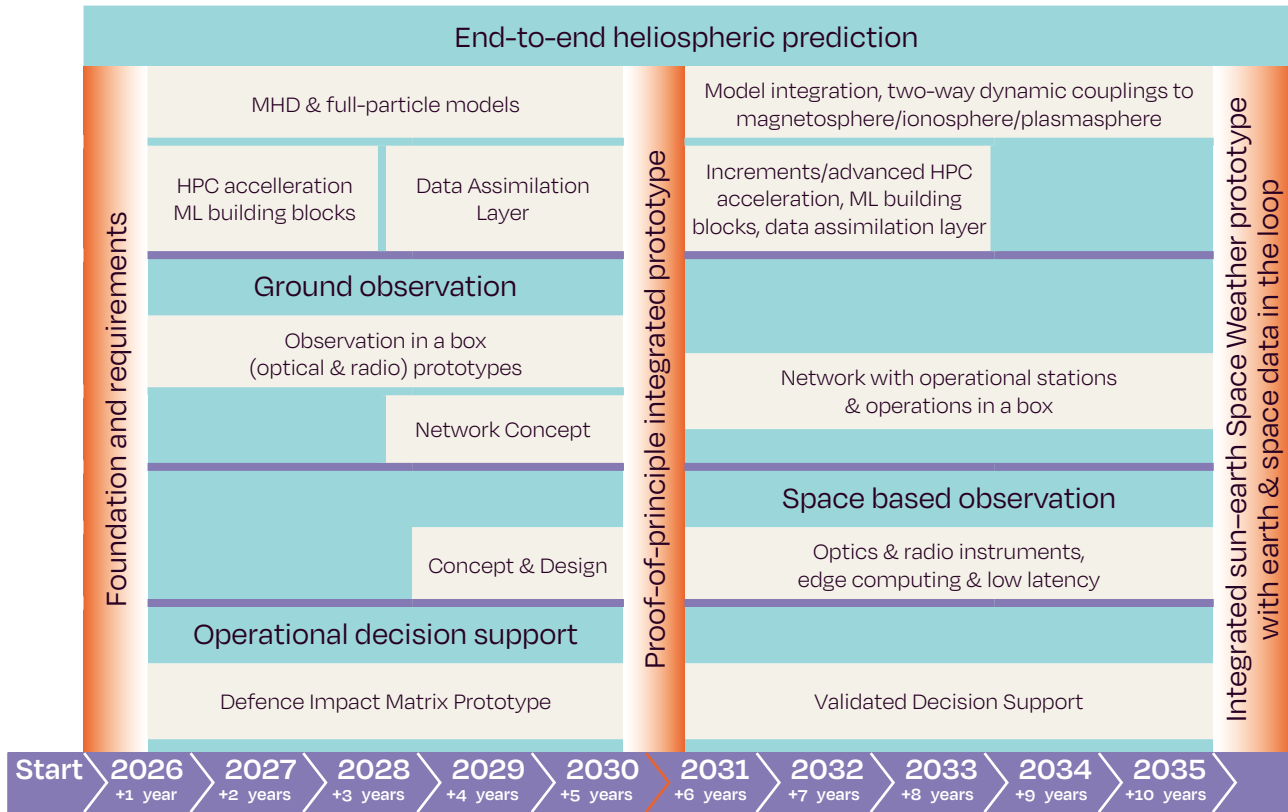 End-to-end heliospheric prediction
Foundation and requirements
MHD & full-particle models
HPC accelleration
ML building blocks
Data Assimilation
Layer
Ground observation
Observation in a box
(optical & radio) prototypes
Network Concept
Concept & Design
Operational decision support
Defence Impact Matrix Prototype
Proof-of-principle integrated prototype
Model integration, two-way dynamic couplings to
magnetosphere/ionosphere/plasmasphere
Increments/advanced HPC
acceleration, ML building
blocks, data assimilation layer
Network with operational stations
& operations in a box
Space based observation
Optics & radio instruments,
edge computing & low latency
Validated Decision Support
Integrated sun–earth Space Weather prototype
with earth & space data in the loop
Start
2026
+1 year
2027
+2 years
2028
+3 years
2029
+4 years
2030
+5 years
2031
+6 years
2032
+7 years
2033
+8 years
2034
+9 years
2035
+10 years